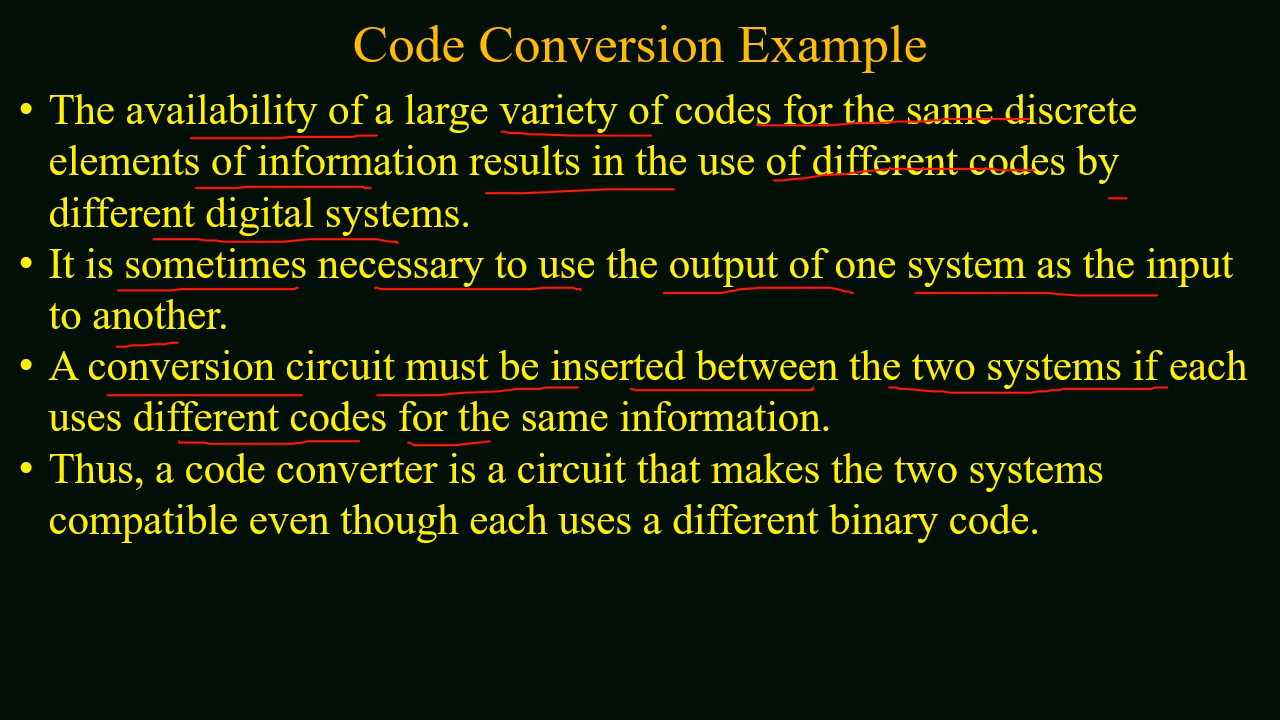 Code Conversion Example
• The availability of a large variety of codes for the same discrete
elements of information results in the use of different codes by
different digital systems.
• It is sometimes necessary to use the output of one system as the input
to another.
• A conversion circuit must be inserted between the two systems if each
uses different codes for the same information.
• Thus, a code converter is a circuit that makes the two systems
compatible even though each uses a different binary code.